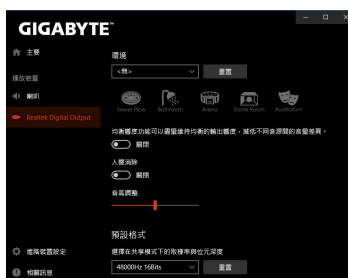 GIGABYTE™
主要
播放裝置
喇叭
Realtek Digital Output
進階裝置設定
相關訊息
環境
<無>
重置
Sewer Pipe Bathroom Arena Stone Room Auditorium
均衡響度功能可以盡量維持均衡的輸出響度，減低不同音源間的音量差異。
關閉
人聲消除
關閉
音高調整
預設格式
選擇在共享模式下的取樣率與位元深度
48000Hz 16Bits
重置